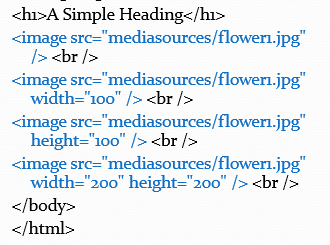 <h1>A Simple Heading</h1>
<image src="mediasources/flower1.jpg"
/> <br />
<image src="mediasources/flower1.jpg"
width="100" /> <br />
<image src="mediasources/flower1.jpg"
height="100" /> <br />
<image src="mediasources/flower1.jpg"
width="200" height="200" /> <br />
</body>
</html>